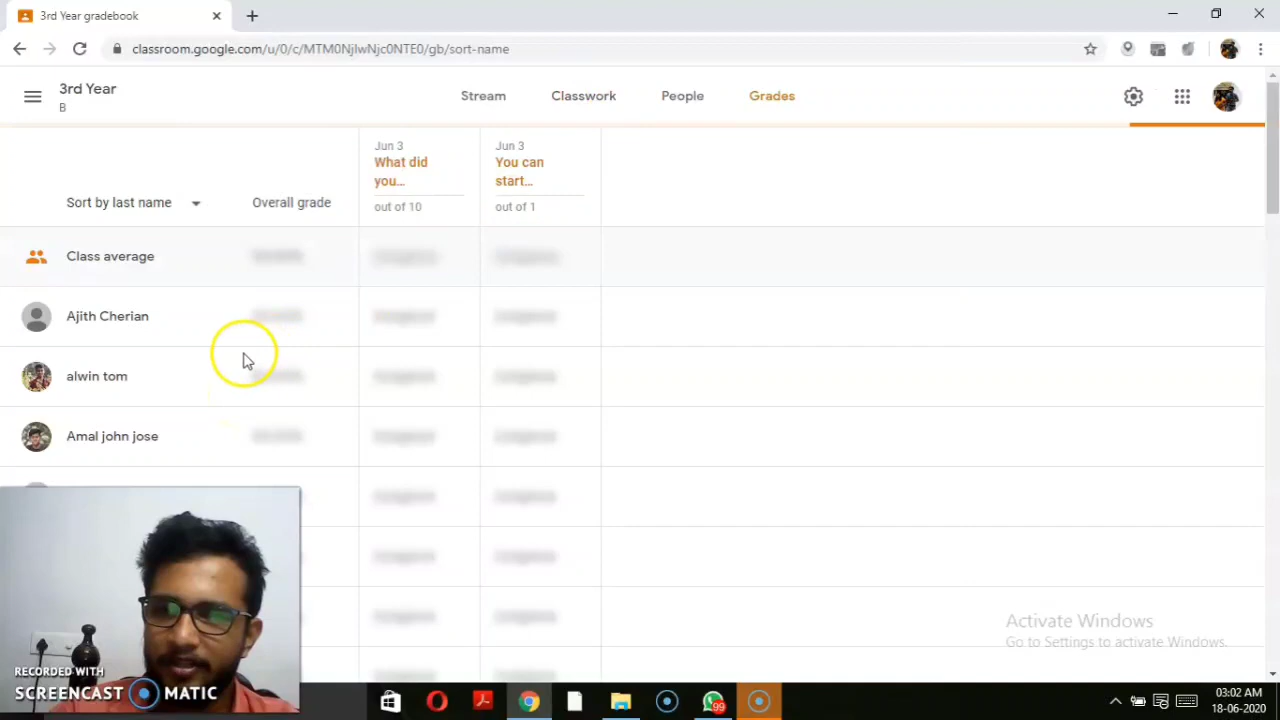 3rd Year gradebook
classroom.google.com/u/0/c/MTM0NjIwNjc0NTE0/gb/sort-name
3rd Year
B
Stream
Classwork
People
Grades
Sort by last name
Overall grade
Jun 3
What did
you...
out of 10
Jun 3
You can
start...
out of 1
Class average
Ajith Cherian
alwin tom
Amal john jose
Activate Windows
Go to Settings to activate Windows.
RECORDED WITH
SCREENCAST MATIC
99
03:02 AM
18-06-2020